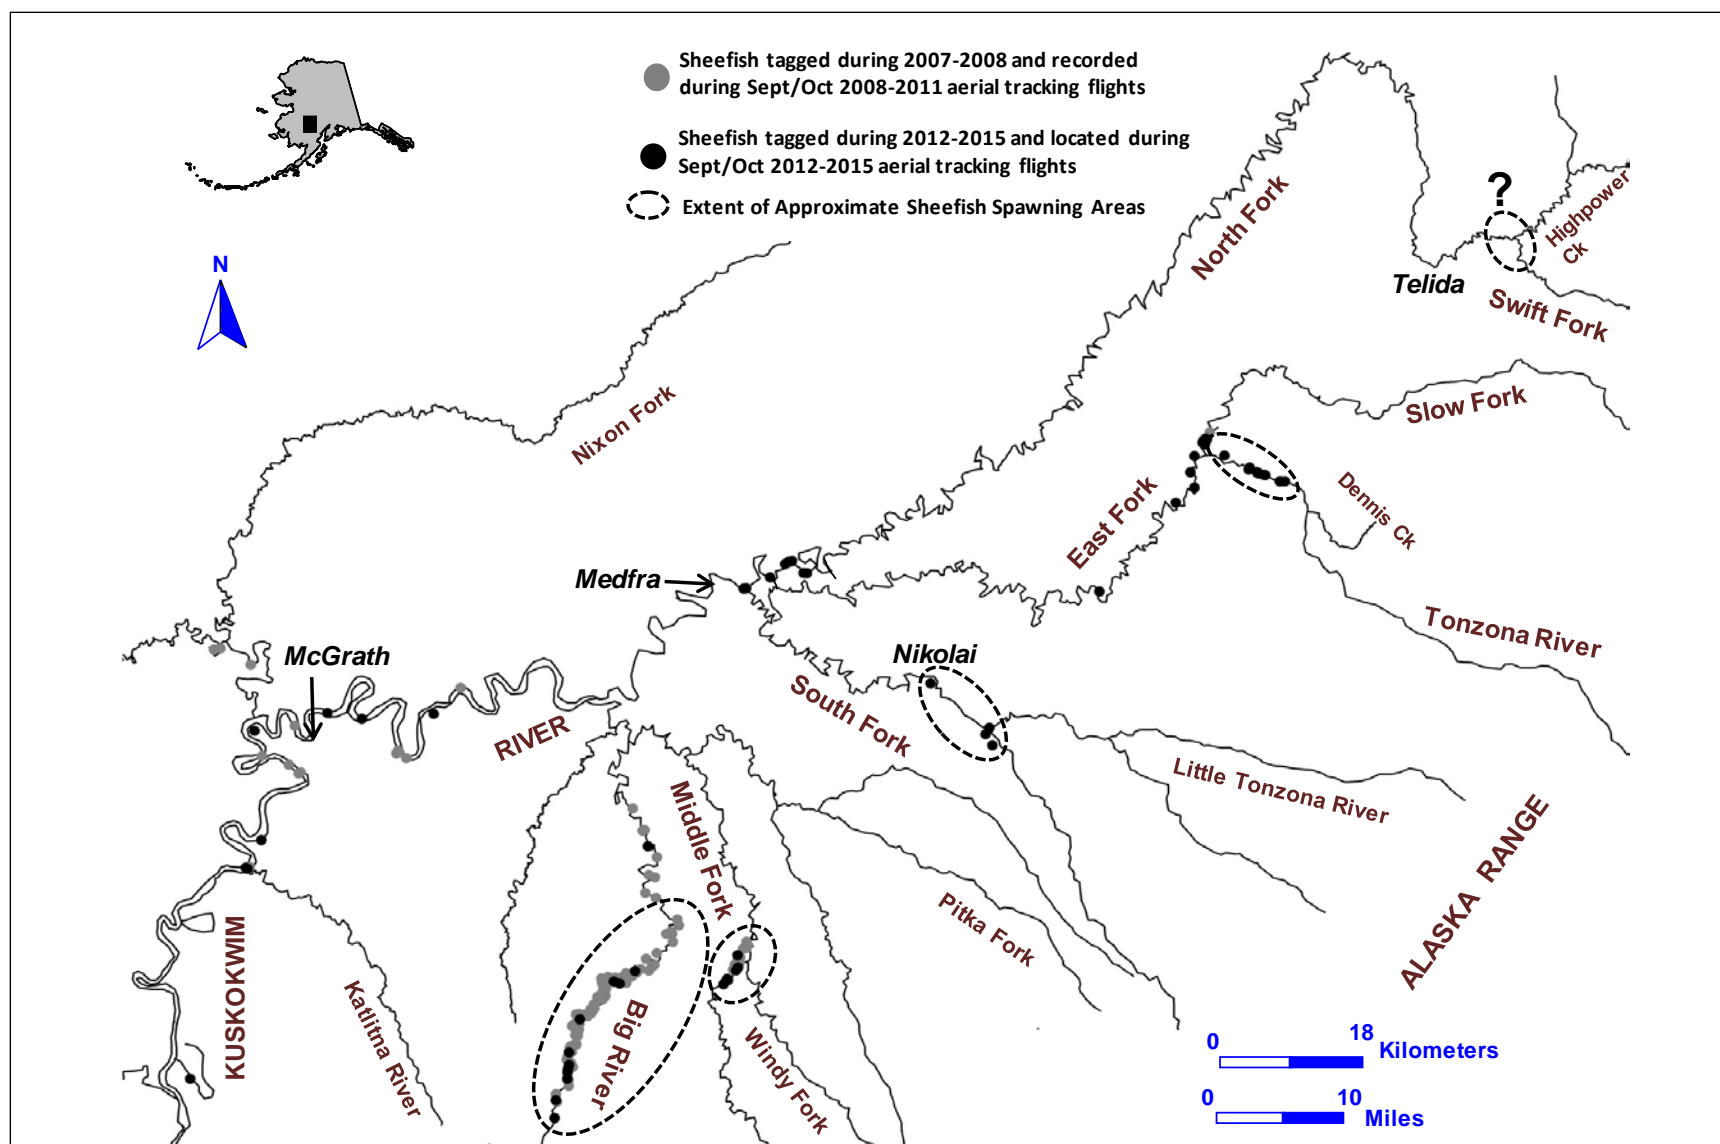 Sheefish tagged during 2007-2008 and recorded
during Sept/Oct 2008-2011 aerial tracking flights
Sheefish tagged during 2012-2015 and located during
Sept/Oct 2012-2015 aerial tracking flights
Extent of Approximate Sheefish Spawning Areas
N
?
North Fork
Highpower
Ck
Telida
Swift Fork
Nixon Fork
Slow Fork
East Fork
Dennis Ck
Medfra
Tonzona River
McGrath
Nikolai
South Fork
RIVER
Little Tonzona River
Middle Fork
ALASKA RANGE
Pitka Fork
KUSKOKWIM
Katlitna River
Big River
Windy Fork
0 18 Kilometers
0 10 Miles